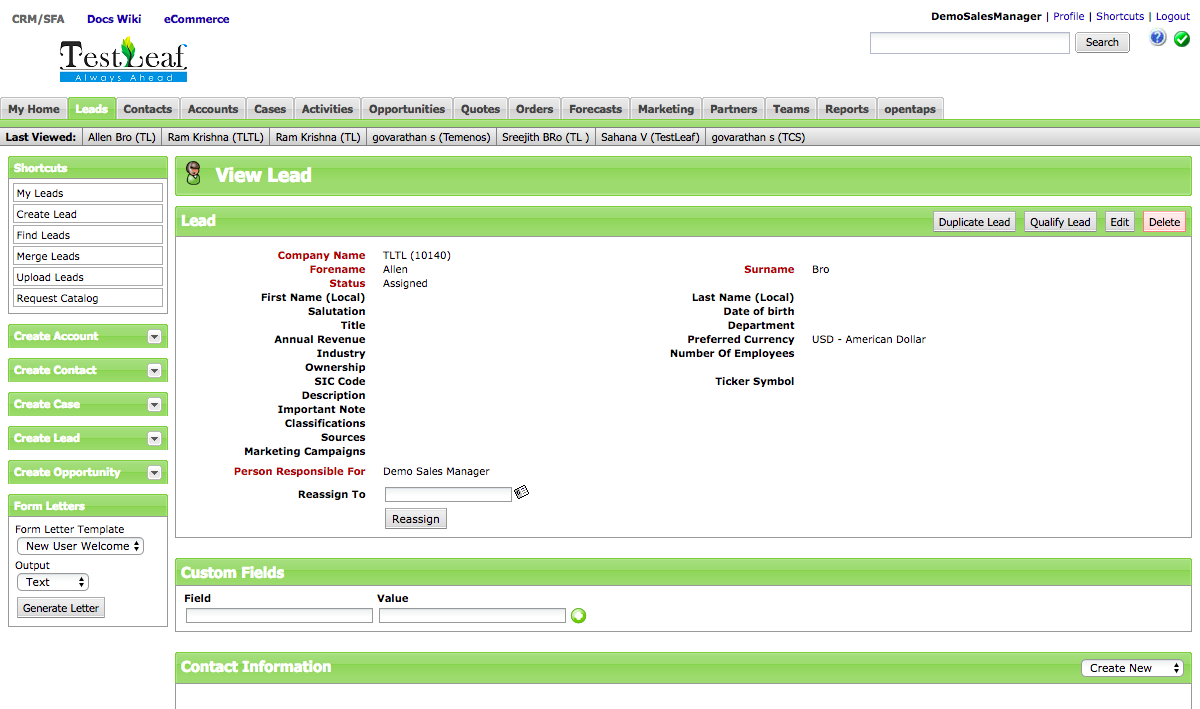 CRM/SFA Docs Wiki eCommerce
DemoSalesManager | Profile | Shortcuts | Logout
TestLeaf
Always Ahead
Search
My Home Leads Contacts Accounts Cases Activities Opportunities Quotes Orders Forecasts Marketing Partners Teams Reports opentaps
Last Viewed: Allen Bro (TL) Ram Krishna (TLTL) Ram Krishna (TL) govarathan s (Temenos) Sreejith BRo (TL ) Sahana V (TestLeaf) govarathan s (TCS)
Shortcuts
My Leads
Create Lead
Find Leads
Merge Leads
Upload Leads
Request Catalog
Create Account
Create Contact
Create Case
Create Lead
Create Opportunity
Form Letters
Form Letter Template
New User Welcome
Output
Text
Generate Letter
View Lead
Lead
Duplicate Lead Qualify Lead Edit Delete
Company Name TLTL (10140)
Forename Allen Surname Bro
Status Assigned
First Name (Local) Last Name (Local)
Salutation Date of birth
Title Department
Annual Revenue Preferred Currency USD - American Dollar
Industry Number Of Employees
Ownership
SIC Code Ticker Symbol
Description
Important Note
Classifications
Sources
Marketing Campaigns
Person Responsible For Demo Sales Manager
Reassign To
Reassign
Custom Fields
Field Value
Contact Information Create New